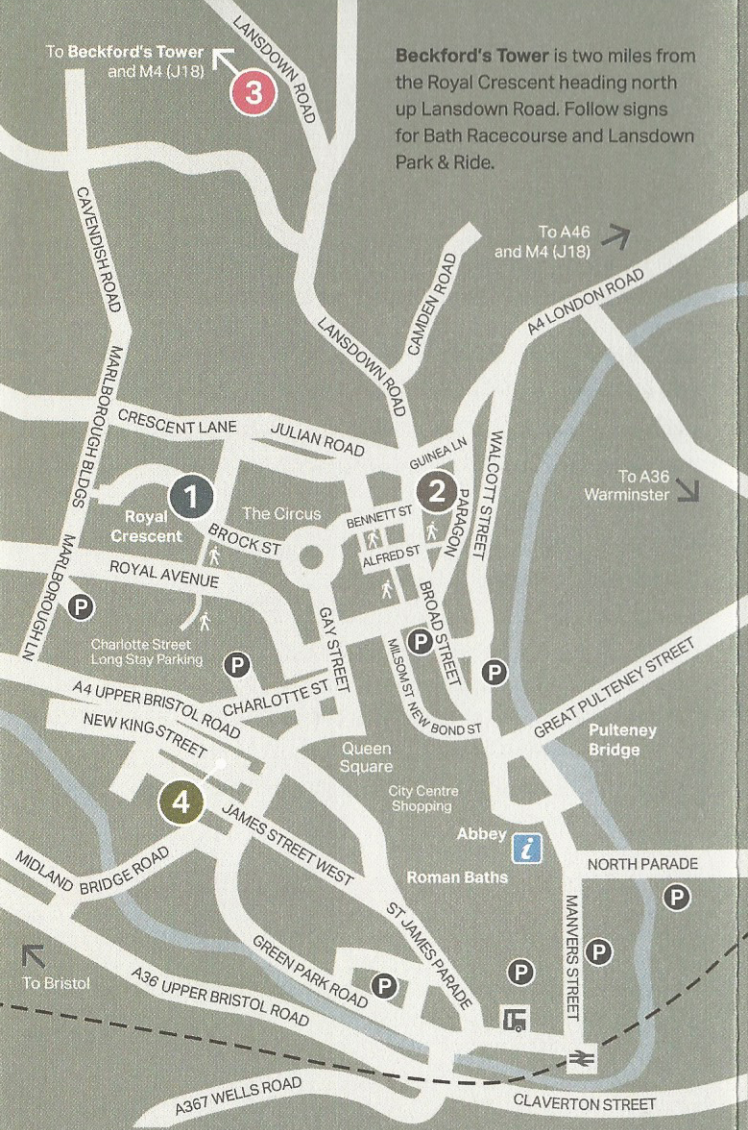 LANSDOWN ROAD
To Beckford's Tower
and M4 (J18)
3
Beckford's Tower is two miles from
the Royal Crescent heading north
up Lansdown Road. Follow signs
for Bath Racecourse and Lansdown
Park & Ride.
To A46
and M4 (J18)
CAVENDISH ROAD
CAMDEN ROAD
A4 LONDON ROAD
LANSDOWN ROAD
MARLBOROUGH BLDGS
CRESCENT LANE
JULIAN ROAD
GUINEA LN
WALCOTT STREET
To A36
Warminster
1
2
Royal
Crescent
The Circus
BENNETT ST
PARAGON
BROCK ST
ALFRED ST
ROYAL AVENUE
MARLBOROUGH LN
P
GAY STREET
BROAD STREET
Charlotte Street
Long Stay Parking
P
P
P
MILSOM ST
NEW BOND ST
GREAT PULTENEY STREET
A4 UPPER BRISTOL ROAD
CHARLOTTE ST
NEW KING STREET
Queen
Square
Pulteney
Bridge
4
City Centre
Shopping
JAMES STREET WEST
Abbey
i
Roman Baths
MIDLAND BRIDGE ROAD
NORTH PARADE
P
ST JAMES PARADE
MANVERS STREET
P
To Bristol
GREEN PARK ROAD
P
P
A36 UPPER BRISTOL ROAD
A367 WELLS ROAD
CLAVERTON STREET